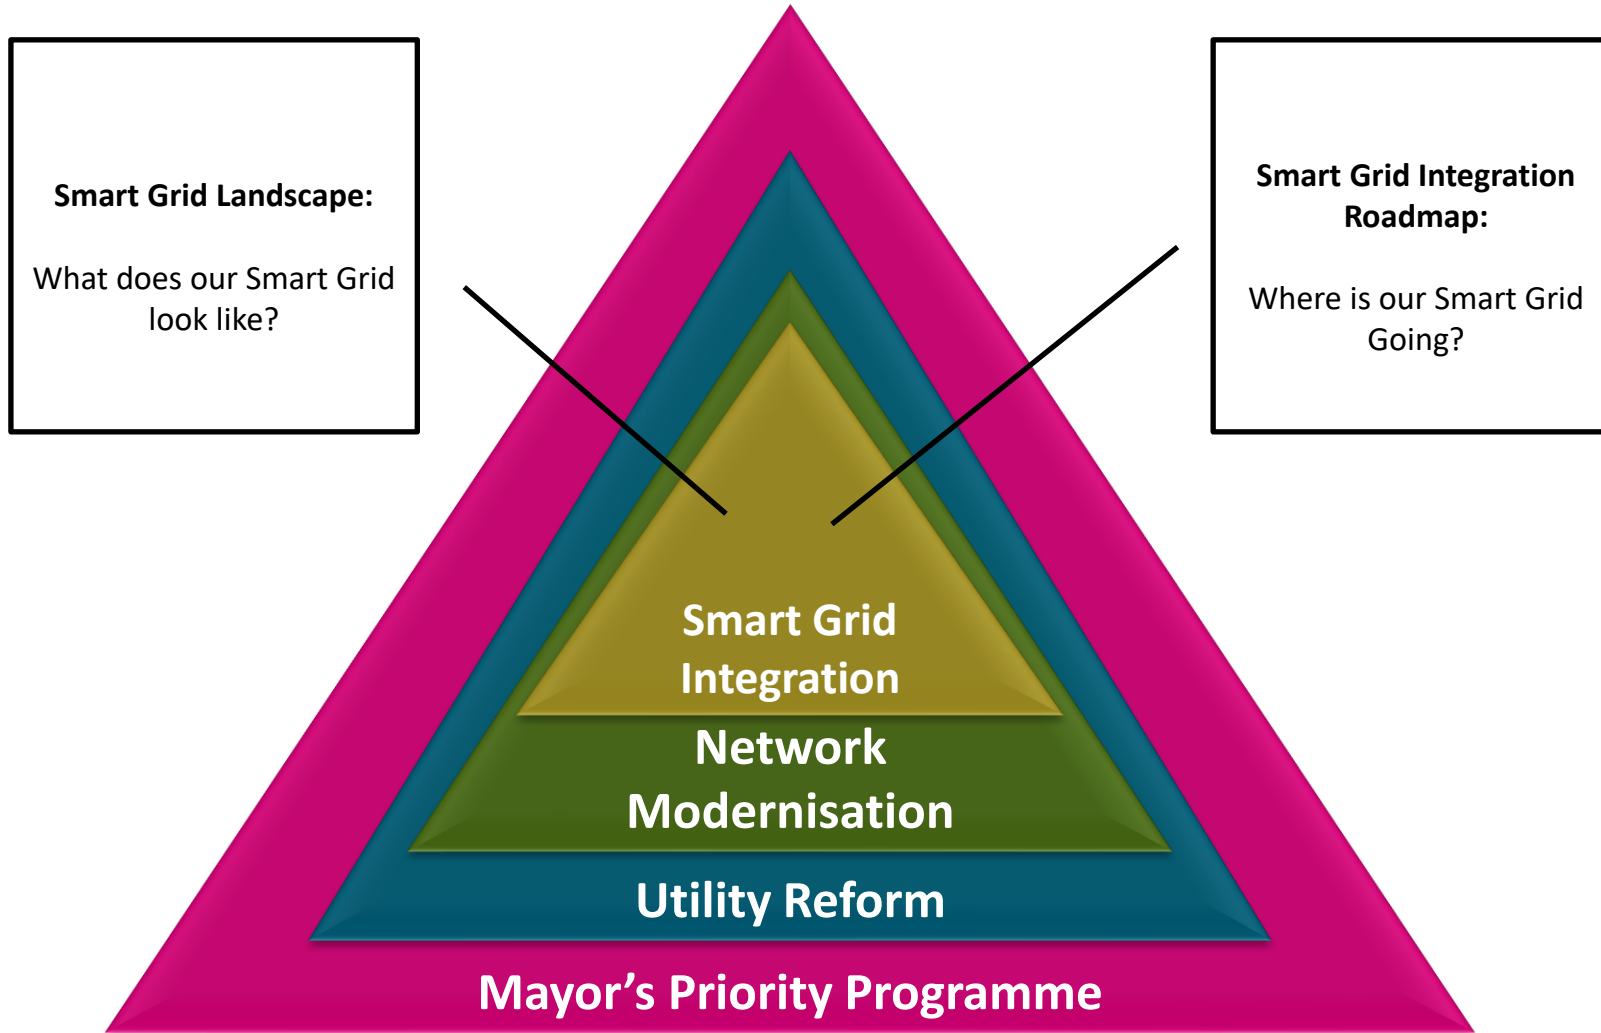 Smart Grid Landscape:
What does our Smart Grid
look like?
Smart Grid Integration
Roadmap:
Where is our Smart Grid
Going?
Smart Grid
Integration
Network
Modernisation
Utility Reform
Mayor’s Priority Programme